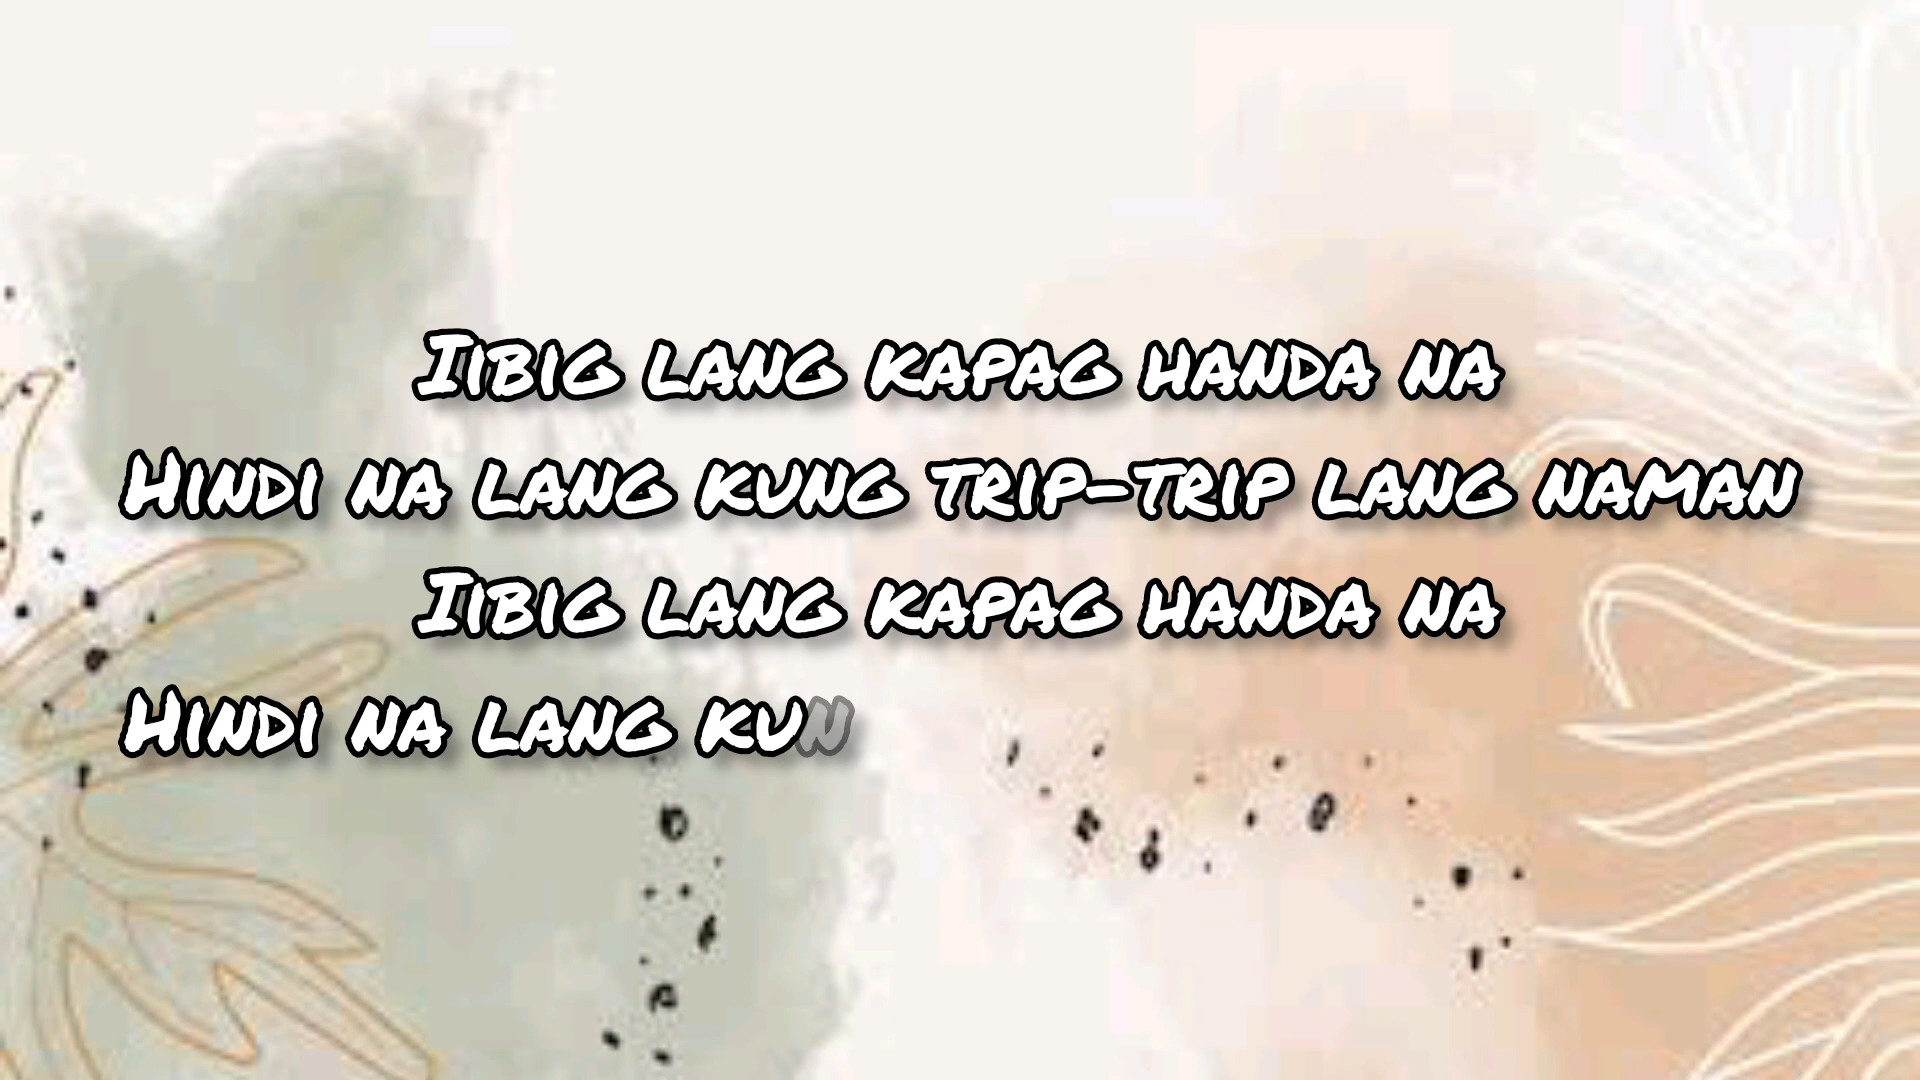 Iibig lang kapag handa na
Hindi na lang kung trip-trip lang naman
Iibig lang kapag handa na
Hindi na lang kun